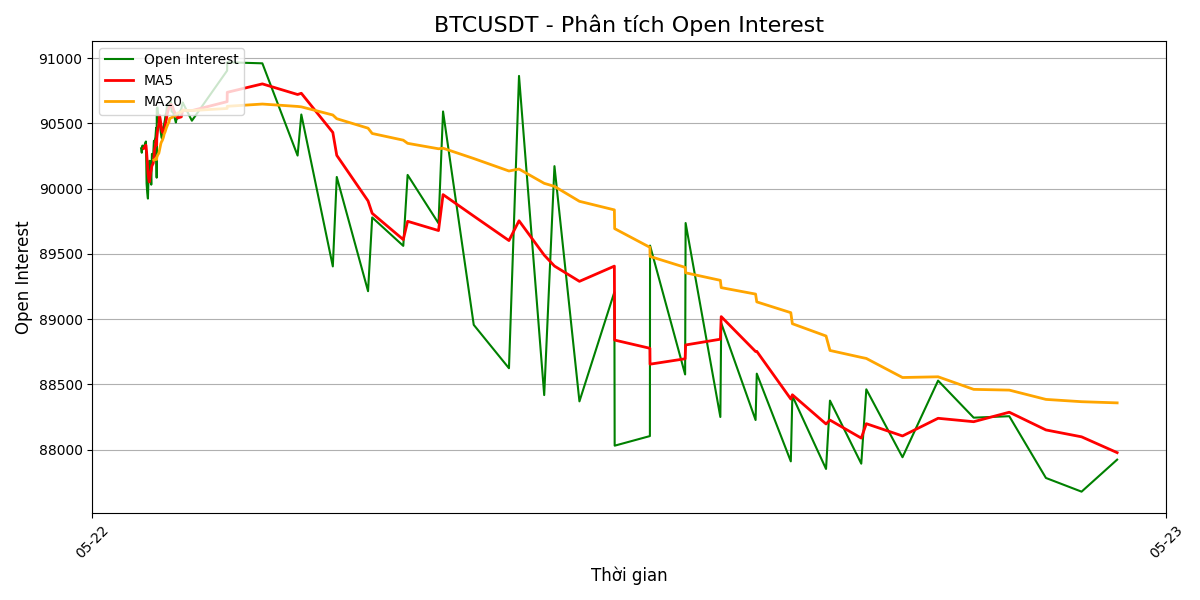 BTCUSDT - Phân tích Open Interest
Open Interest
MA5
MA20
91000
90500
90000
89500
89000
88500
88000
Open Interest
05-22
05-23
Thời gian